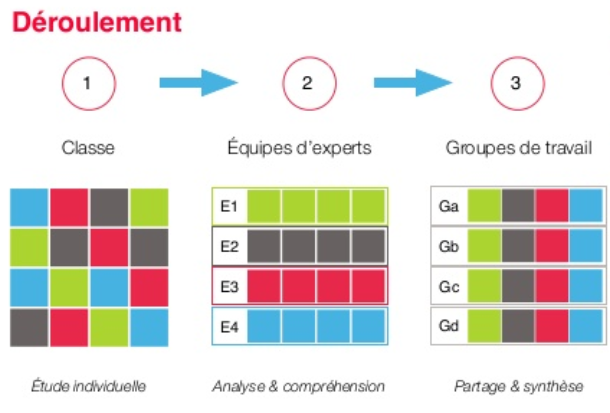 Déroulement
1
2
3
Classe
Équipes d'experts
Groupes de travail
E1
E2
E3
E4
Ga
Gb
Gc
Gd
Étude individuelle
Analyse & compréhension
Partage & synthèse